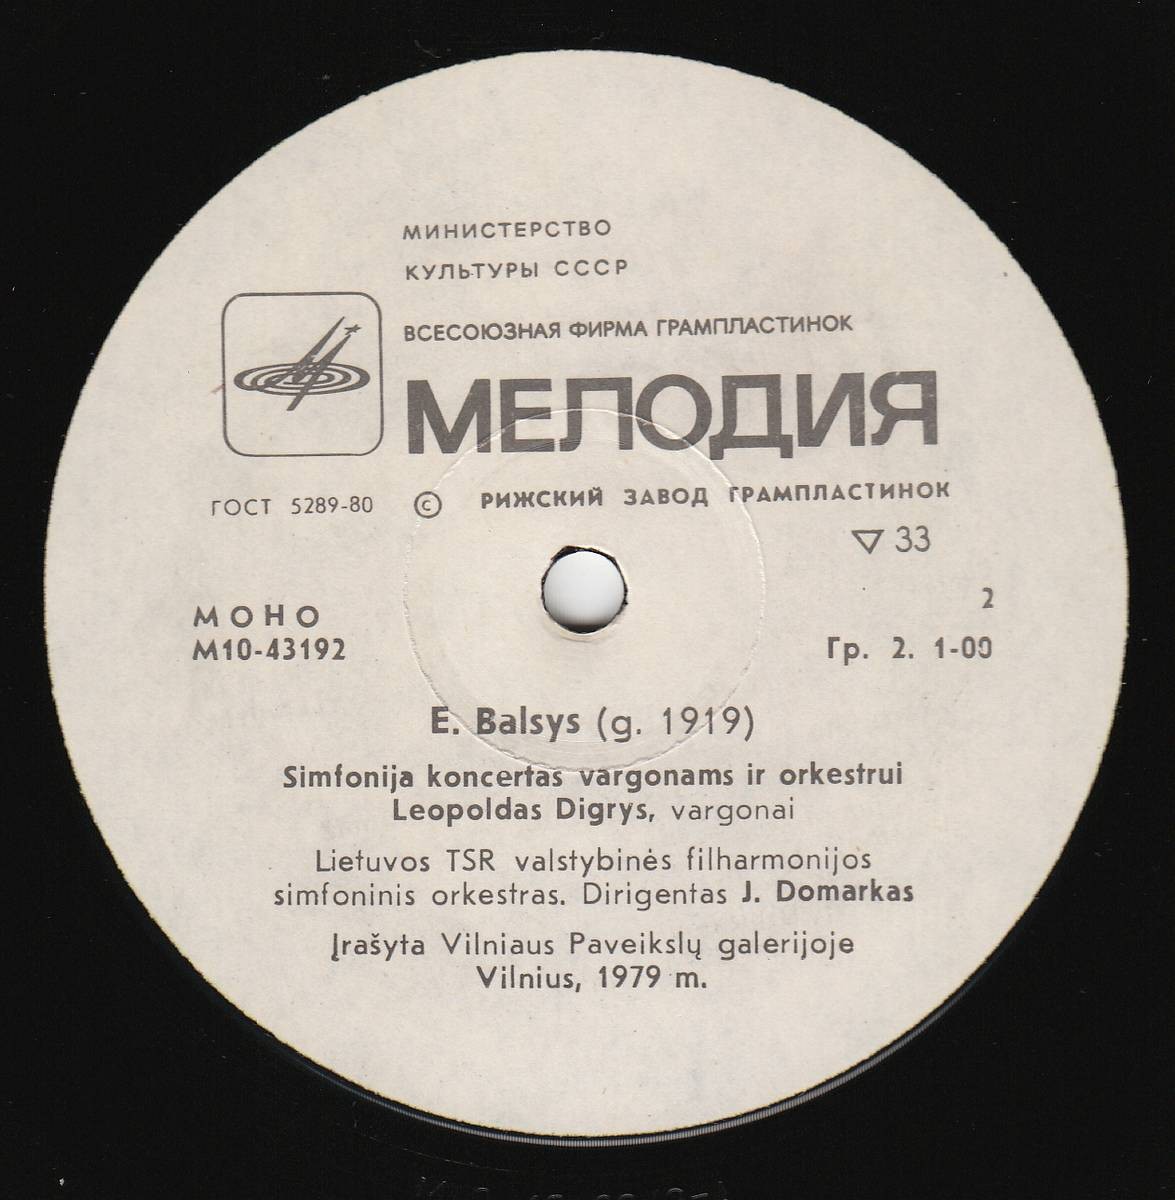 МИНИСТЕРСТВО
КУЛЬТУРЫ СССР
ВСЕСОЮЗНАЯ ФИРМА ГРАМПЛАСТИНОК
МЕЛОДИЯ
ГОСТ 5289-80 © РИЖСКИЙ ЗАВОД ГРАМПЛАСТИНОК
▽ 33
МОНО
2
М10-43192
Гр. 2. 1-00
E. Balsys (g. 1919)
Simfonija koncertas vargonams ir orkestrui
Leopoldas Digrys, vargonai
Lietuvos TSR valstybinės filharmonijos
simfoninis orkestras. Dirigentas J. Domarkas
Įrašyta Vilniaus Paveikslų galerijoje
Vilnius, 1979 m.